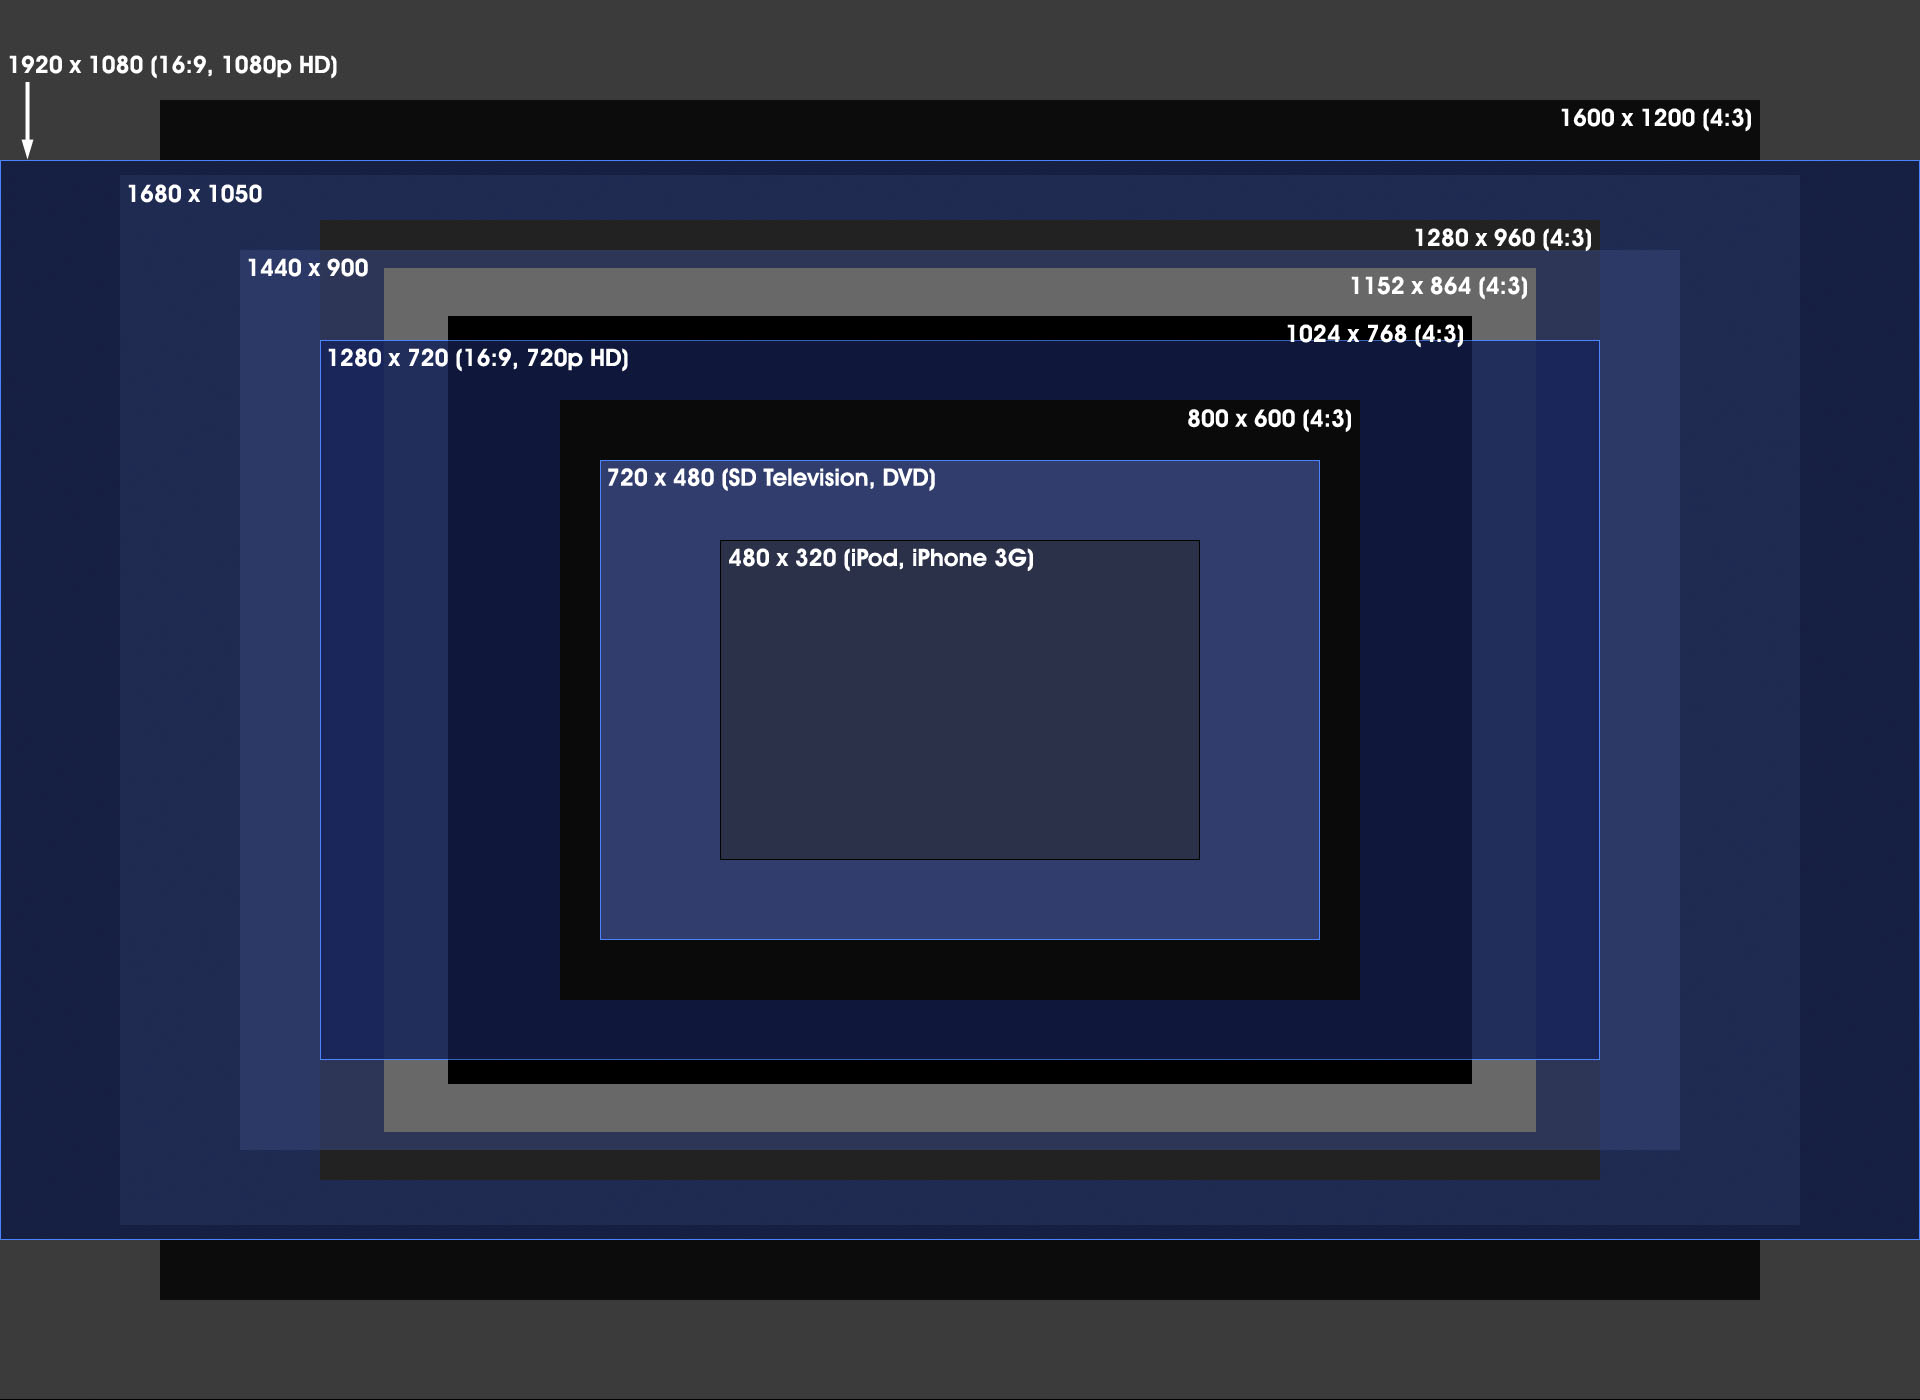 1920 x 1080 (16:9, 1080p HD)
1600 x 1200 (4:3)
1680 x 1050
1280 x 960 (4:3)
1440 x 900
1152 x 864 (4:3)
1024 x 768 (4:3)
1280 x 720 (16:9, 720p HD)
800 x 600 (4:3)
720 x 480 (SD Television, DVD)
480 x 320 (iPod, iPhone 3G)